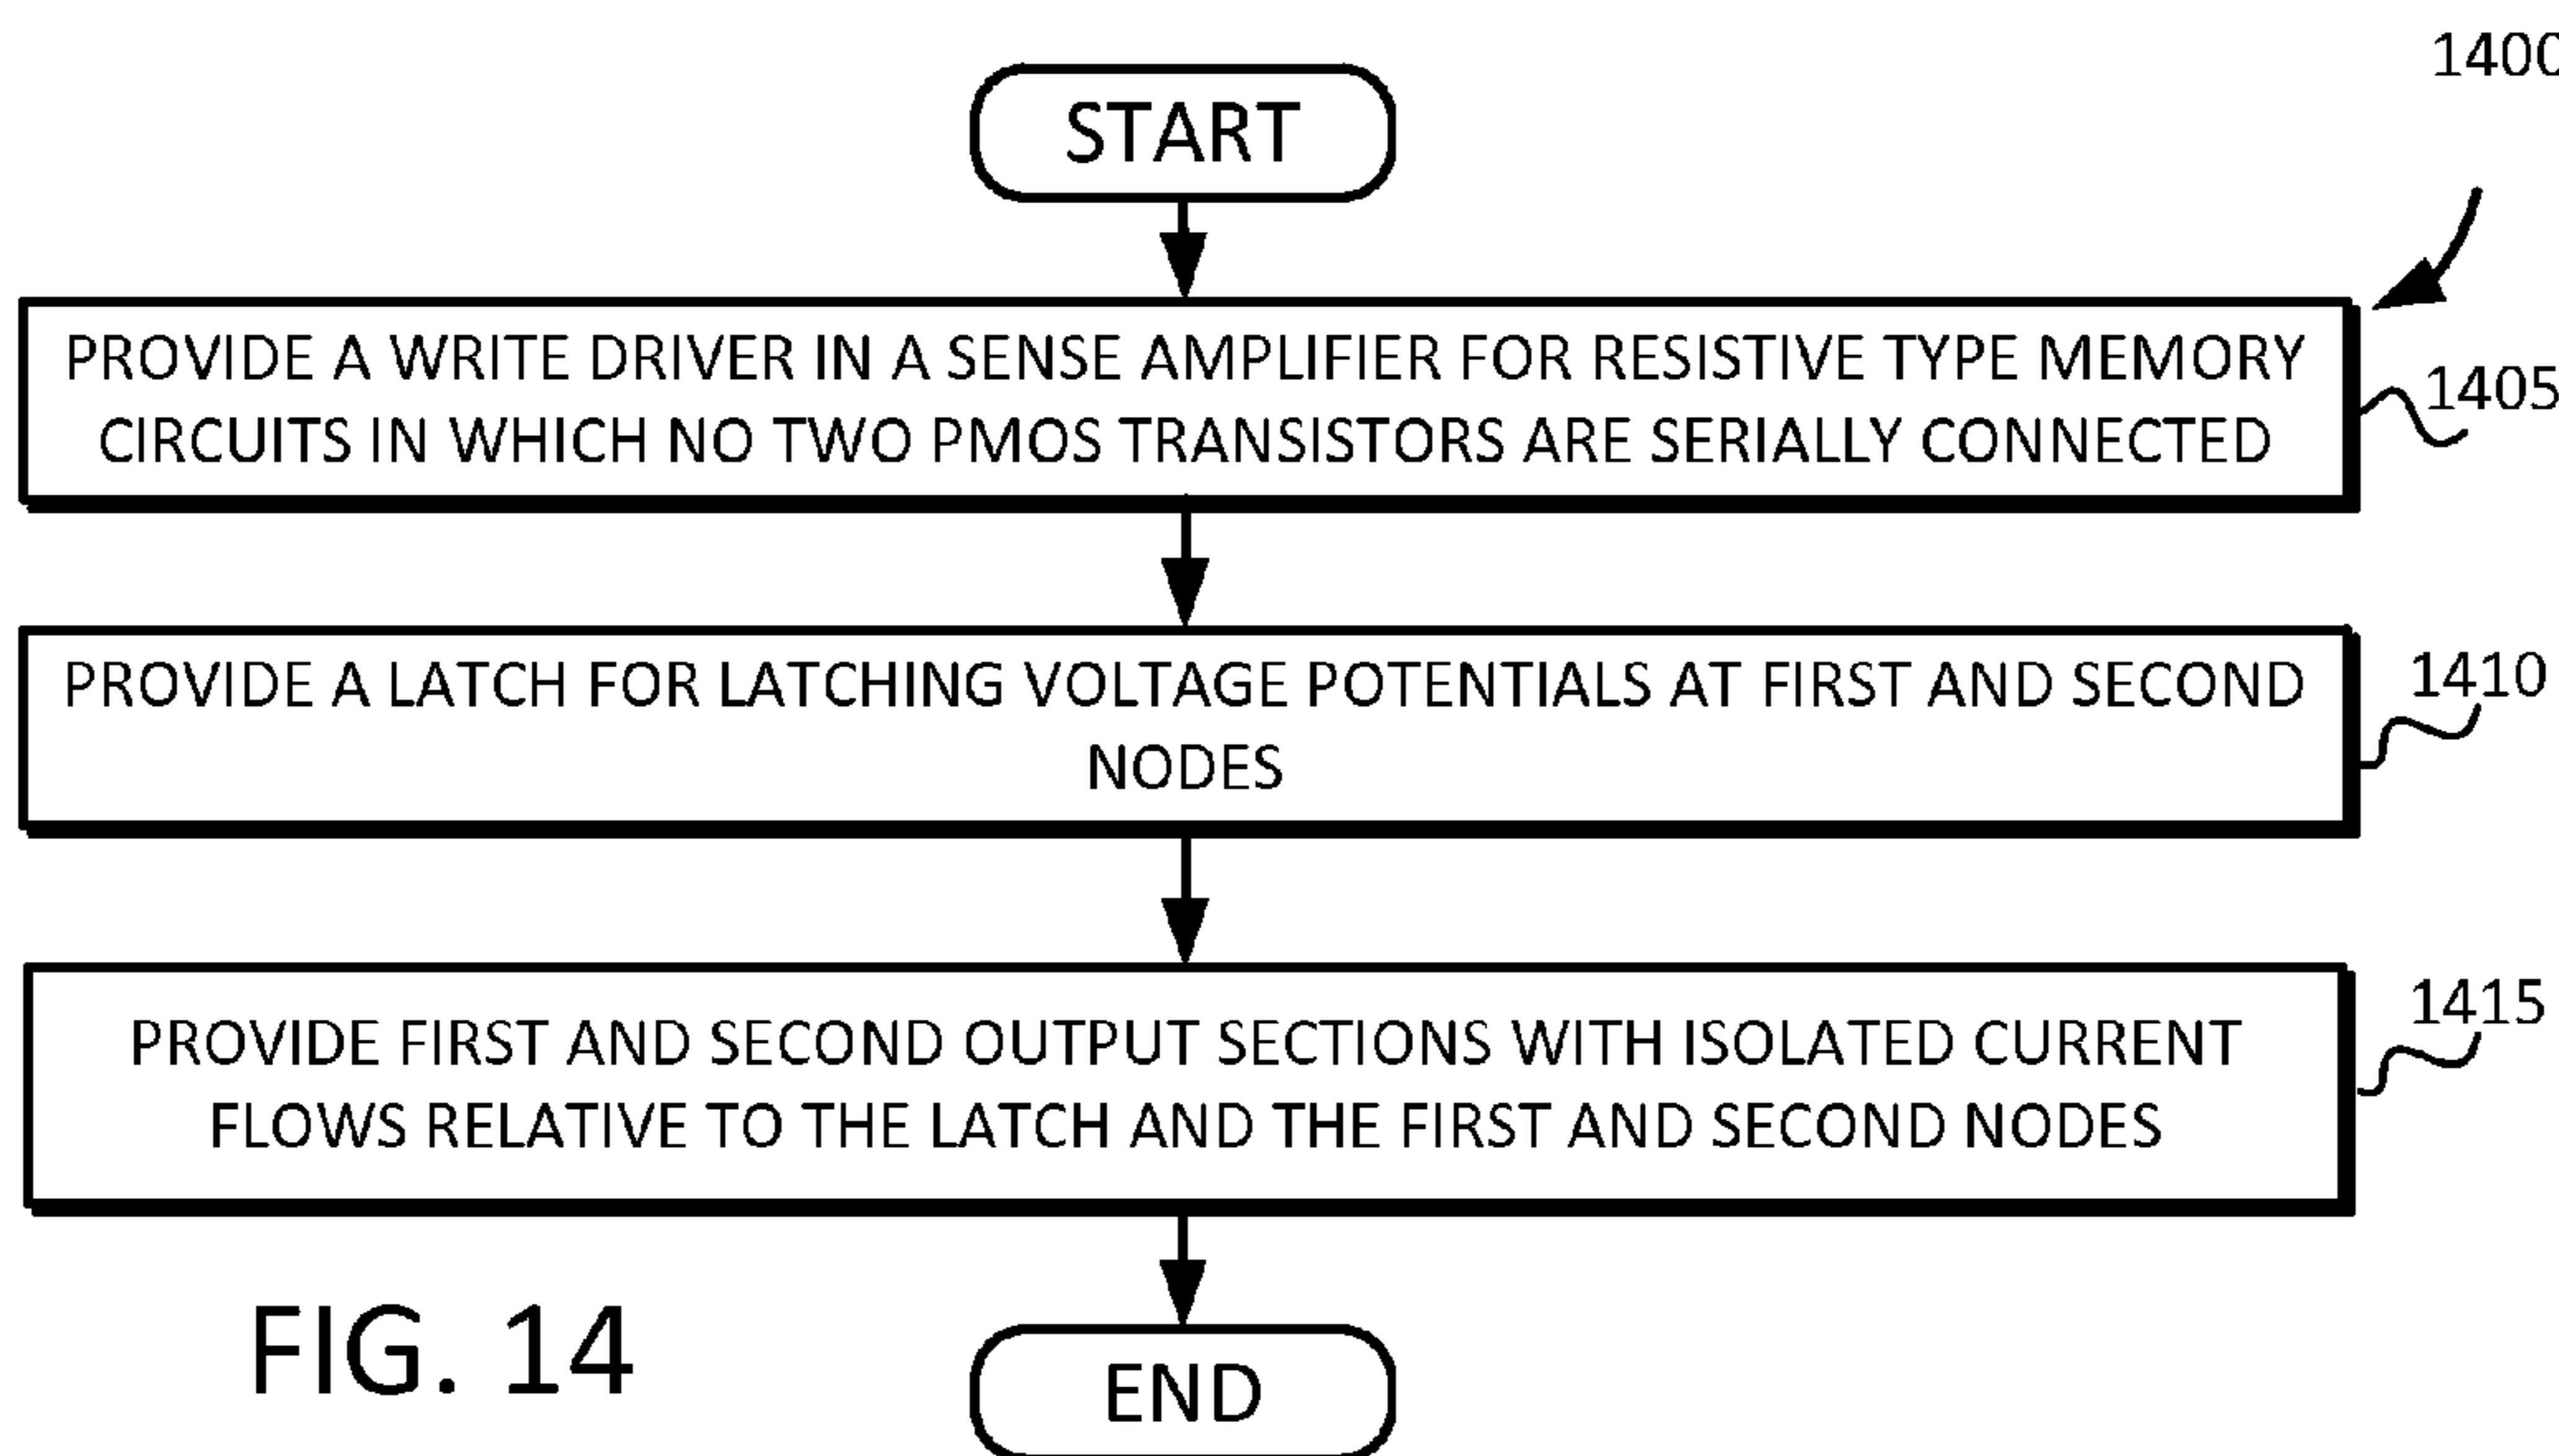 1400
START
PROVIDE A WRITE DRIVER IN A SENSE AMPLIFIER FOR RESISTIVE TYPE MEMORY
CIRCUITS IN WHICH NO TWO PMOS TRANSISTORS ARE SERIALLY CONNECTED
1405
PROVIDE A LATCH FOR LATCHING VOLTAGE POTENTIALS AT FIRST AND SECOND
NODES
1410
PROVIDE FIRST AND SECOND OUTPUT SECTIONS WITH ISOLATED CURRENT
FLOWS RELATIVE TO THE LATCH AND THE FIRST AND SECOND NODES
1415
END
FIG. 14